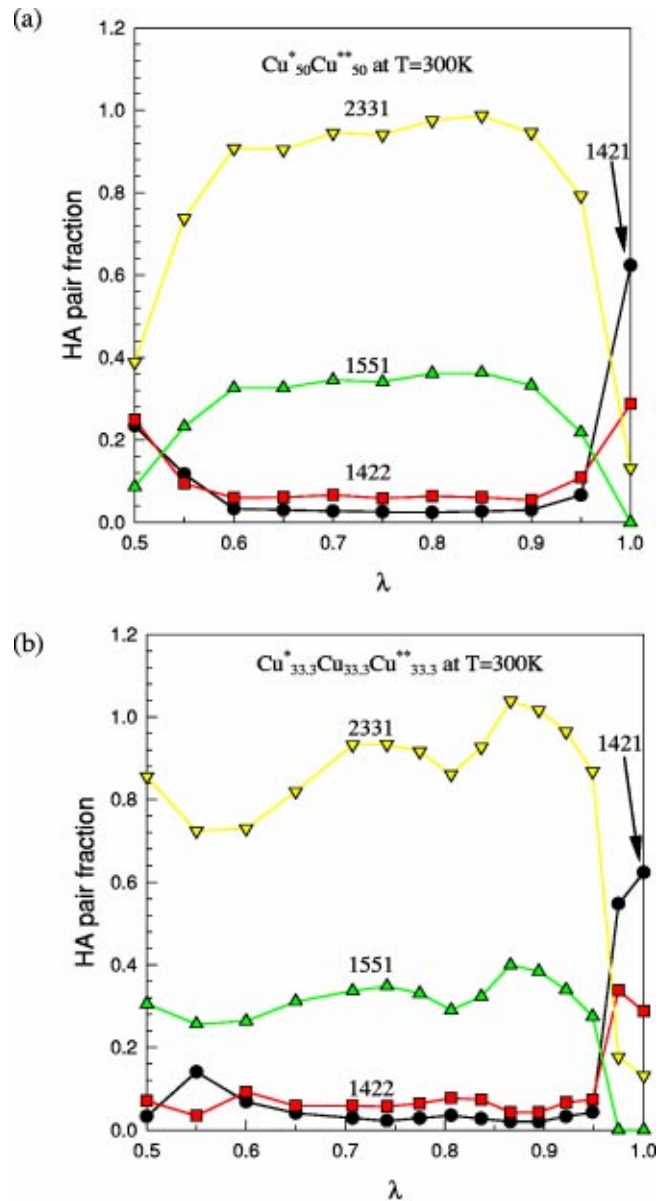 (a)
1.2
Cu*50Cu**50 at T=300K
2331
1.0
1421
0.8
HA pair fraction
0.6
0.4
1551
0.2
1422
0.0
0.5 0.6 0.7 0.8 0.9 1.0
λ
(b)
1.2
Cu*33.3Cu33.3Cu**33.3 at T=300K
2331
1.0
1421
0.8
HA pair fraction
0.6
0.4
1551
0.2
1422
0.0
0.5 0.6 0.7 0.8 0.9 1.0
λ